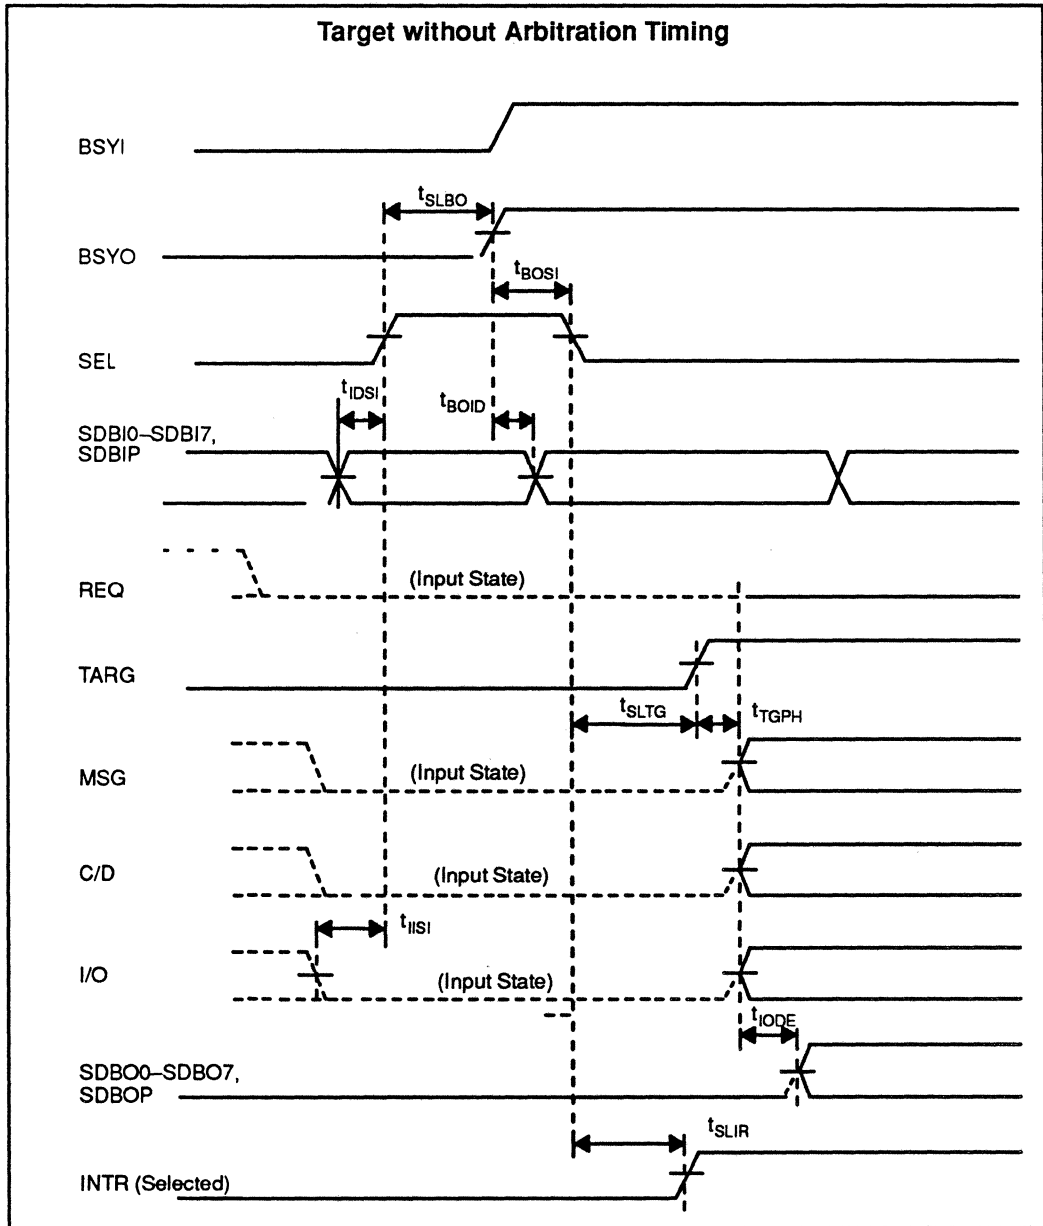 Target without Arbitration Timing
BSYI
tSLBO
BSYO
tBOSI
SEL
tIDSI
tBOID
SDBI0–SDBI7,
SDBIP
REQ
(Input State)
TARG
tSLTG
tTGPH
MSG
(Input State)
C/D
(Input State)
tIISI
I/O
(Input State)
tIODE
SDBO0–SDBO7,
SDBOP
tSLIR
INTR (Selected)